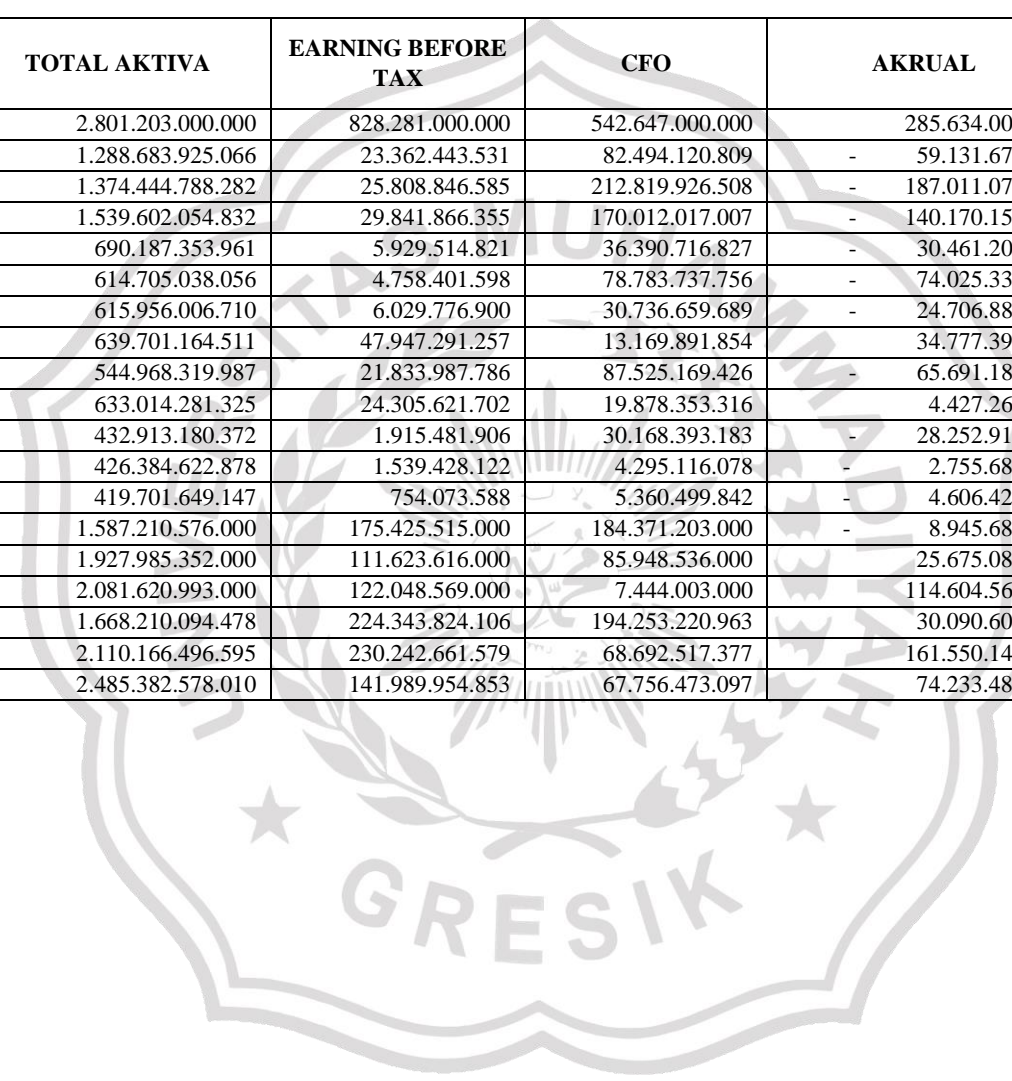 TOTAL AKTIVA EARNING BEFORE TAX CFO AKRUAL
2.801.203.000.000 828.281.000.000 542.647.000.000 285.634.00
1.288.683.925.066 23.362.443.531 82.494.120.809 - 59.131.67
1.374.444.788.282 25.808.846.585 212.819.926.508 - 187.011.07
1.539.602.054.832 29.841.866.355 170.012.017.007 - 140.170.15
690.187.353.961 5.929.514.821 36.390.716.827 - 30.461.20
614.705.038.056 4.758.401.598 78.783.737.756 - 74.025.33
615.956.006.710 6.029.776.900 30.736.659.689 - 24.706.88
639.701.164.511 47.947.291.257 13.169.891.854 34.777.39
544.968.319.987 21.833.987.786 87.525.169.426 - 65.691.18
633.014.281.325 24.305.621.702 19.878.353.316 4.427.26
432.913.180.372 1.915.481.906 30.168.393.183 - 28.252.91
426.384.622.878 1.539.428.122 4.295.116.078 - 2.755.68
419.701.649.147 754.073.588 5.360.499.842 - 4.606.42
1.587.210.576.000 175.425.515.000 184.371.203.000 - 8.945.68
1.927.985.352.000 111.623.616.000 85.948.536.000 25.675.08
2.081.620.993.000 122.048.569.000 7.444.003.000 114.604.56
1.668.210.094.478 224.343.824.106 194.253.220.963 30.090.60
2.110.166.496.595 230.242.661.579 68.692.517.377 161.550.14
2.485.382.578.010 141.989.954.853 67.756.473.097 74.233.48
UNIVERSITAS MUHAMMADIYAH
GRESIK